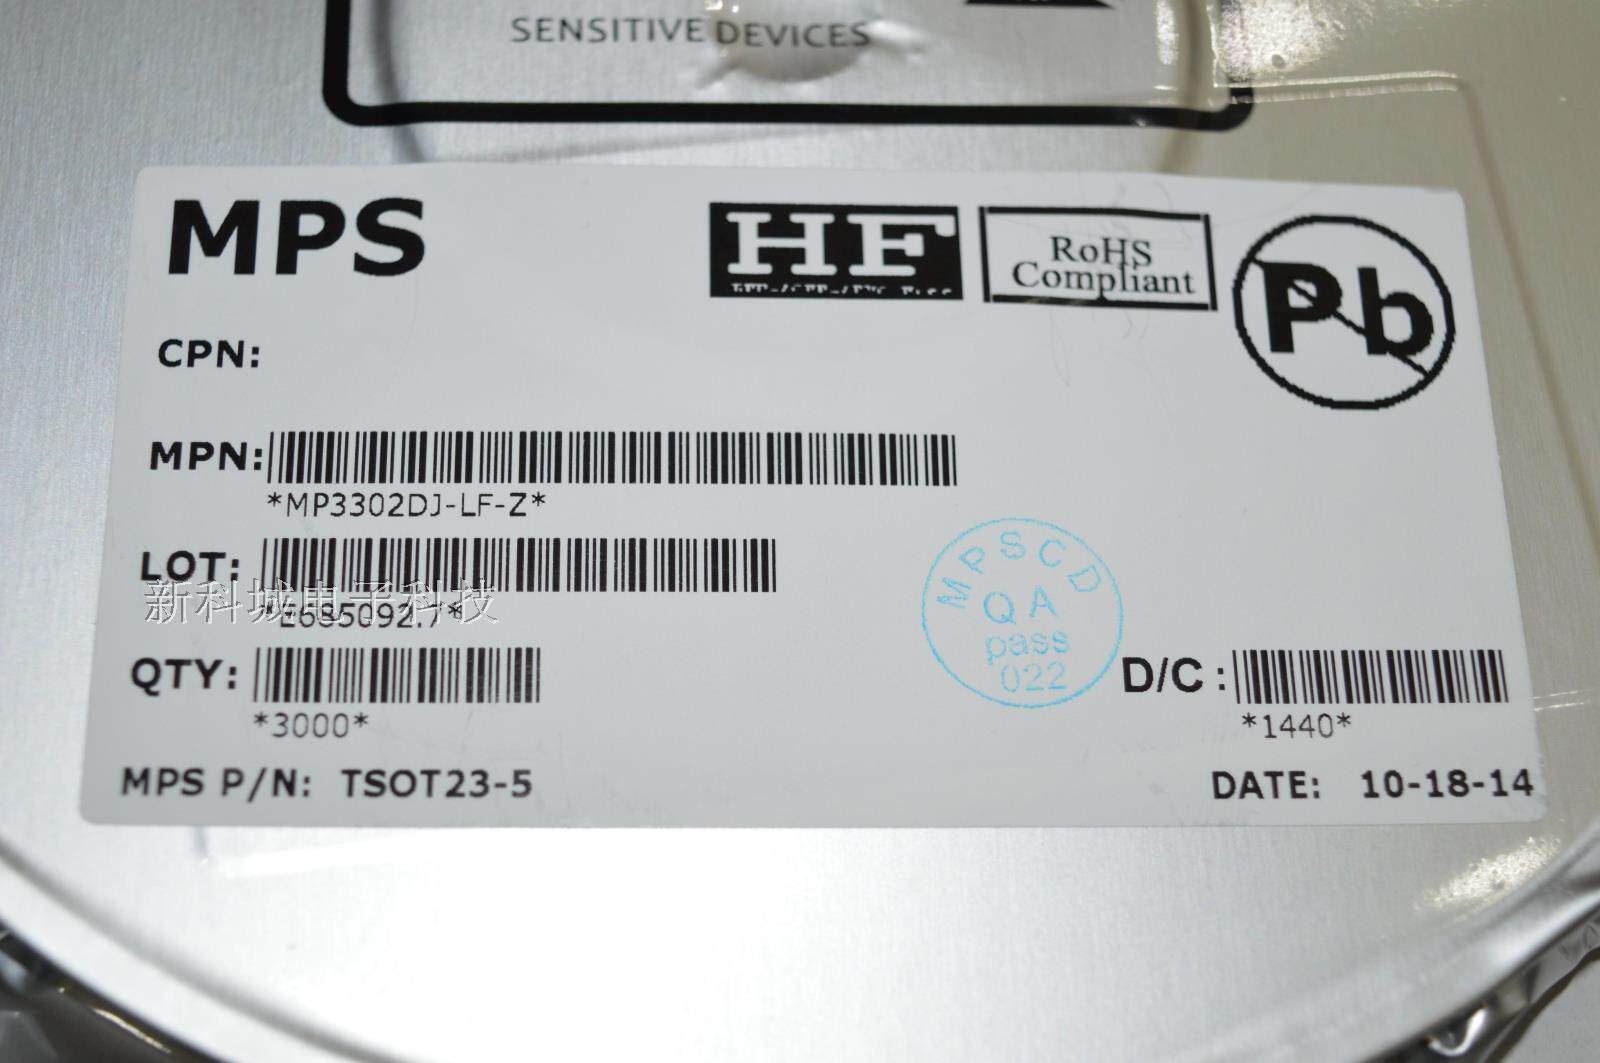 SENSITIVE DEVICES
MPS
HF
RoHS
Compliant
Pb
CPN:
MPN:
*MP3302DJ-LF-Z*
LOT:
新科城电子科技
QTY:
*3000*
MPSCD
QA
pass
022
D/C :
*1440*
MPS P/N: TSOT23-5
DATE: 10-18-14